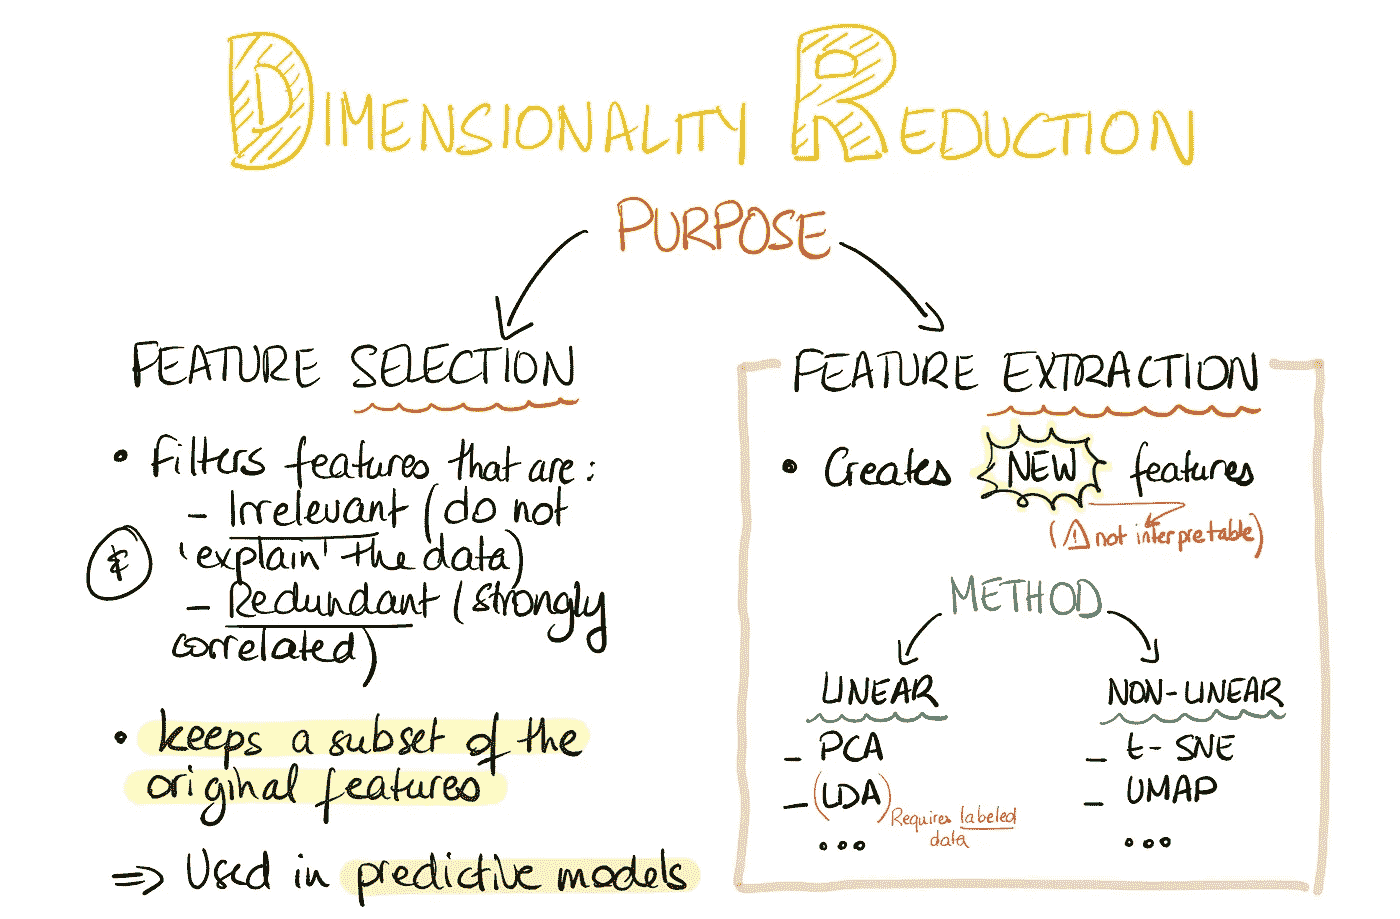 DIMENSIONALITY REDUCTION
PURPOSE
FEATURE SELECTION
• Filters features that are:
- Irrelevant (do not
& 'explain' the data)
- Redundant (strongly
correlated)
• keeps a subset of the
original features
⇒ Used in predictive models
FEATURE EXTRACTION
• Creates NEW features
(⚠ not interpretable)
METHOD
LINEAR
- PCA
- (LDA) Requires labeled
data
...
NON-LINEAR
- t-SNE
- UMAP
...